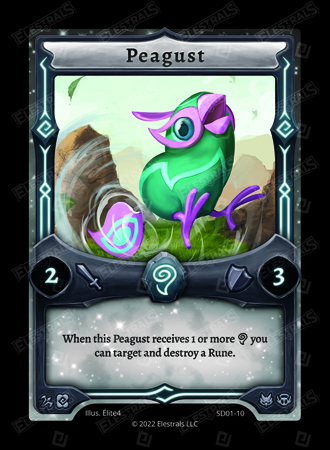 Peagust
2
3
When this Peagust receives 1 or more you
can target and destroy a Rune.
Illus. Élite4
SD01-10
© 2022 Elestrals LLC
ELESTRALS